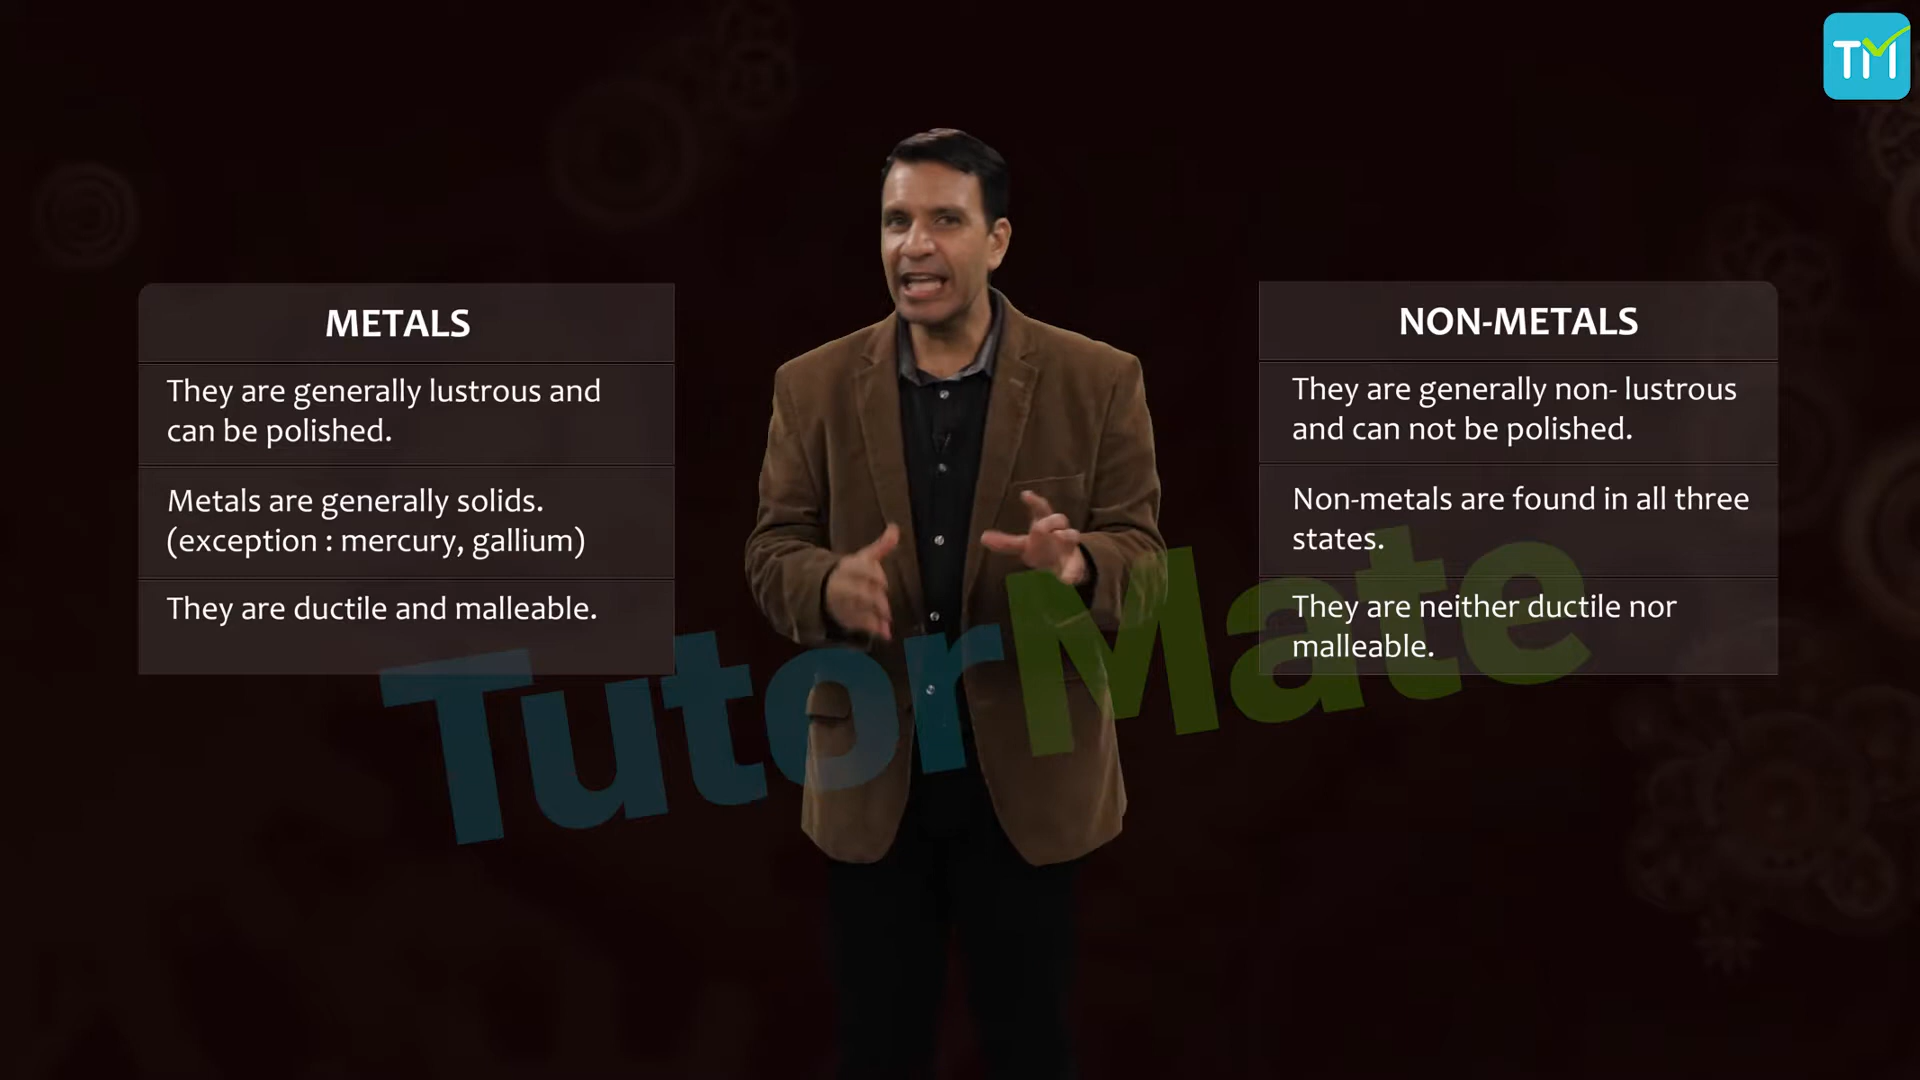 TM
METALS
They are generally lustrous and
can be polished.
Metals are generally solids.
(exception : mercury, gallium)
They are ductile and malleable.
NON-METALS
They are generally non- lustrous
and can not be polished.
Non-metals are found in all three
states.
They are neither ductile nor
malleable.
TutorMate